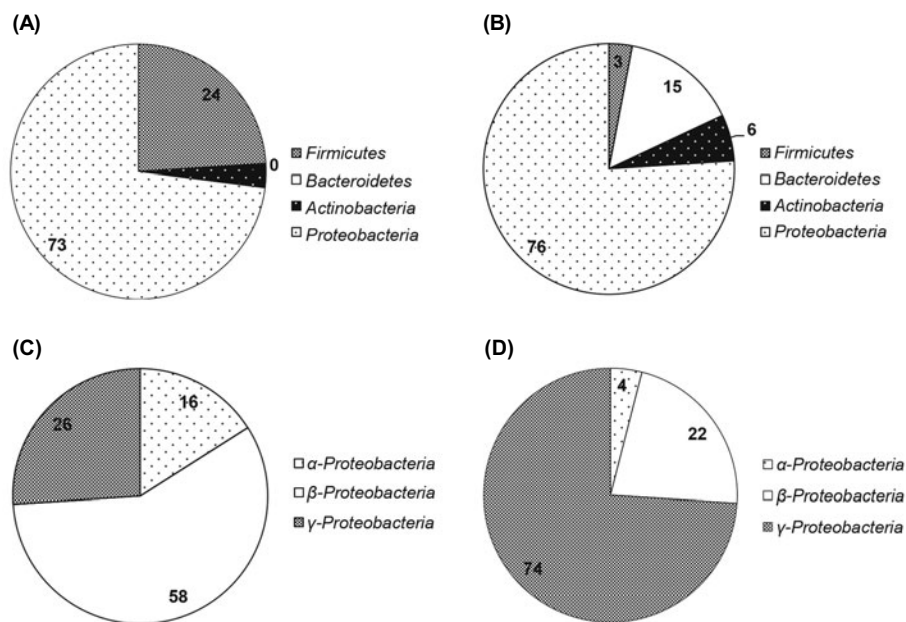 (A)
24
0
73
Firmicutes
Bacteroidetes
Actinobacteria
Proteobacteria
(B)
3
15
6
76
Firmicutes
Bacteroidetes
Actinobacteria
Proteobacteria
(C)
16
26
58
α-Proteobacteria
β-Proteobacteria
γ-Proteobacteria
(D)
4
22
74
α-Proteobacteria
β-Proteobacteria
γ-Proteobacteria